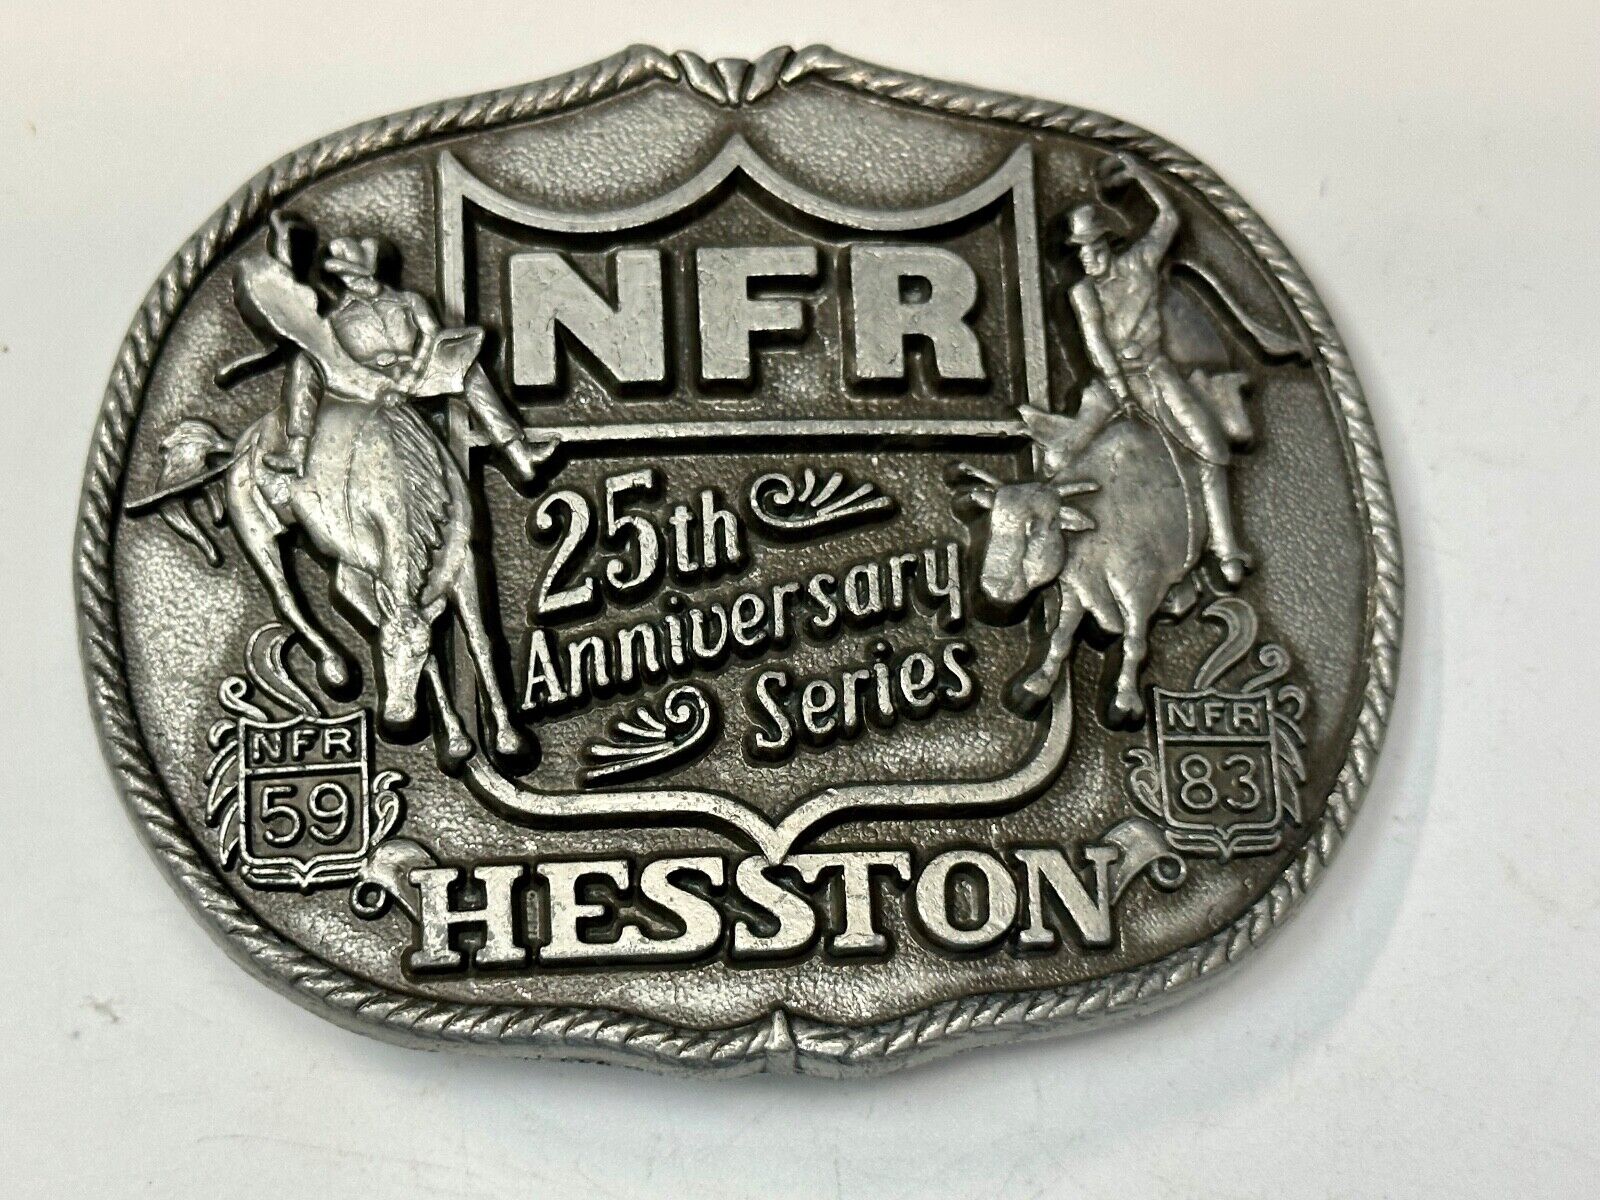 NFR
25th
Anniversary
Series
NFR
59
NFR
83
HESSTON